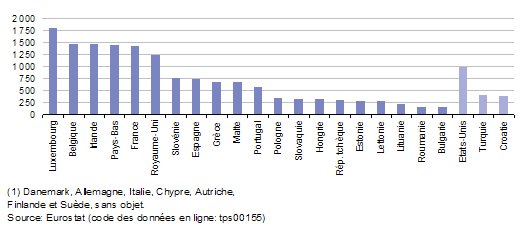 2 000
1 750
1 500
1 250
1 000
750
500
250
0
Luxembourg
Belgique
Irlande
Pays-Bas
France
Royaume-Uni
Slovénie
Espagne
Grèce
Malte
Portugal
Pologne
Slovaquie
Hongrie
Rép. tchèque
Estonie
Lettonie
Lituanie
Roumanie
Bulgarie
Etats-Unis
Turquie
Croatie
(1) Danemark, Allemagne, Italie, Chypre, Autriche,
Finlande et Suède, sans objet.
Source: Eurostat (code des données en ligne: tps00155)